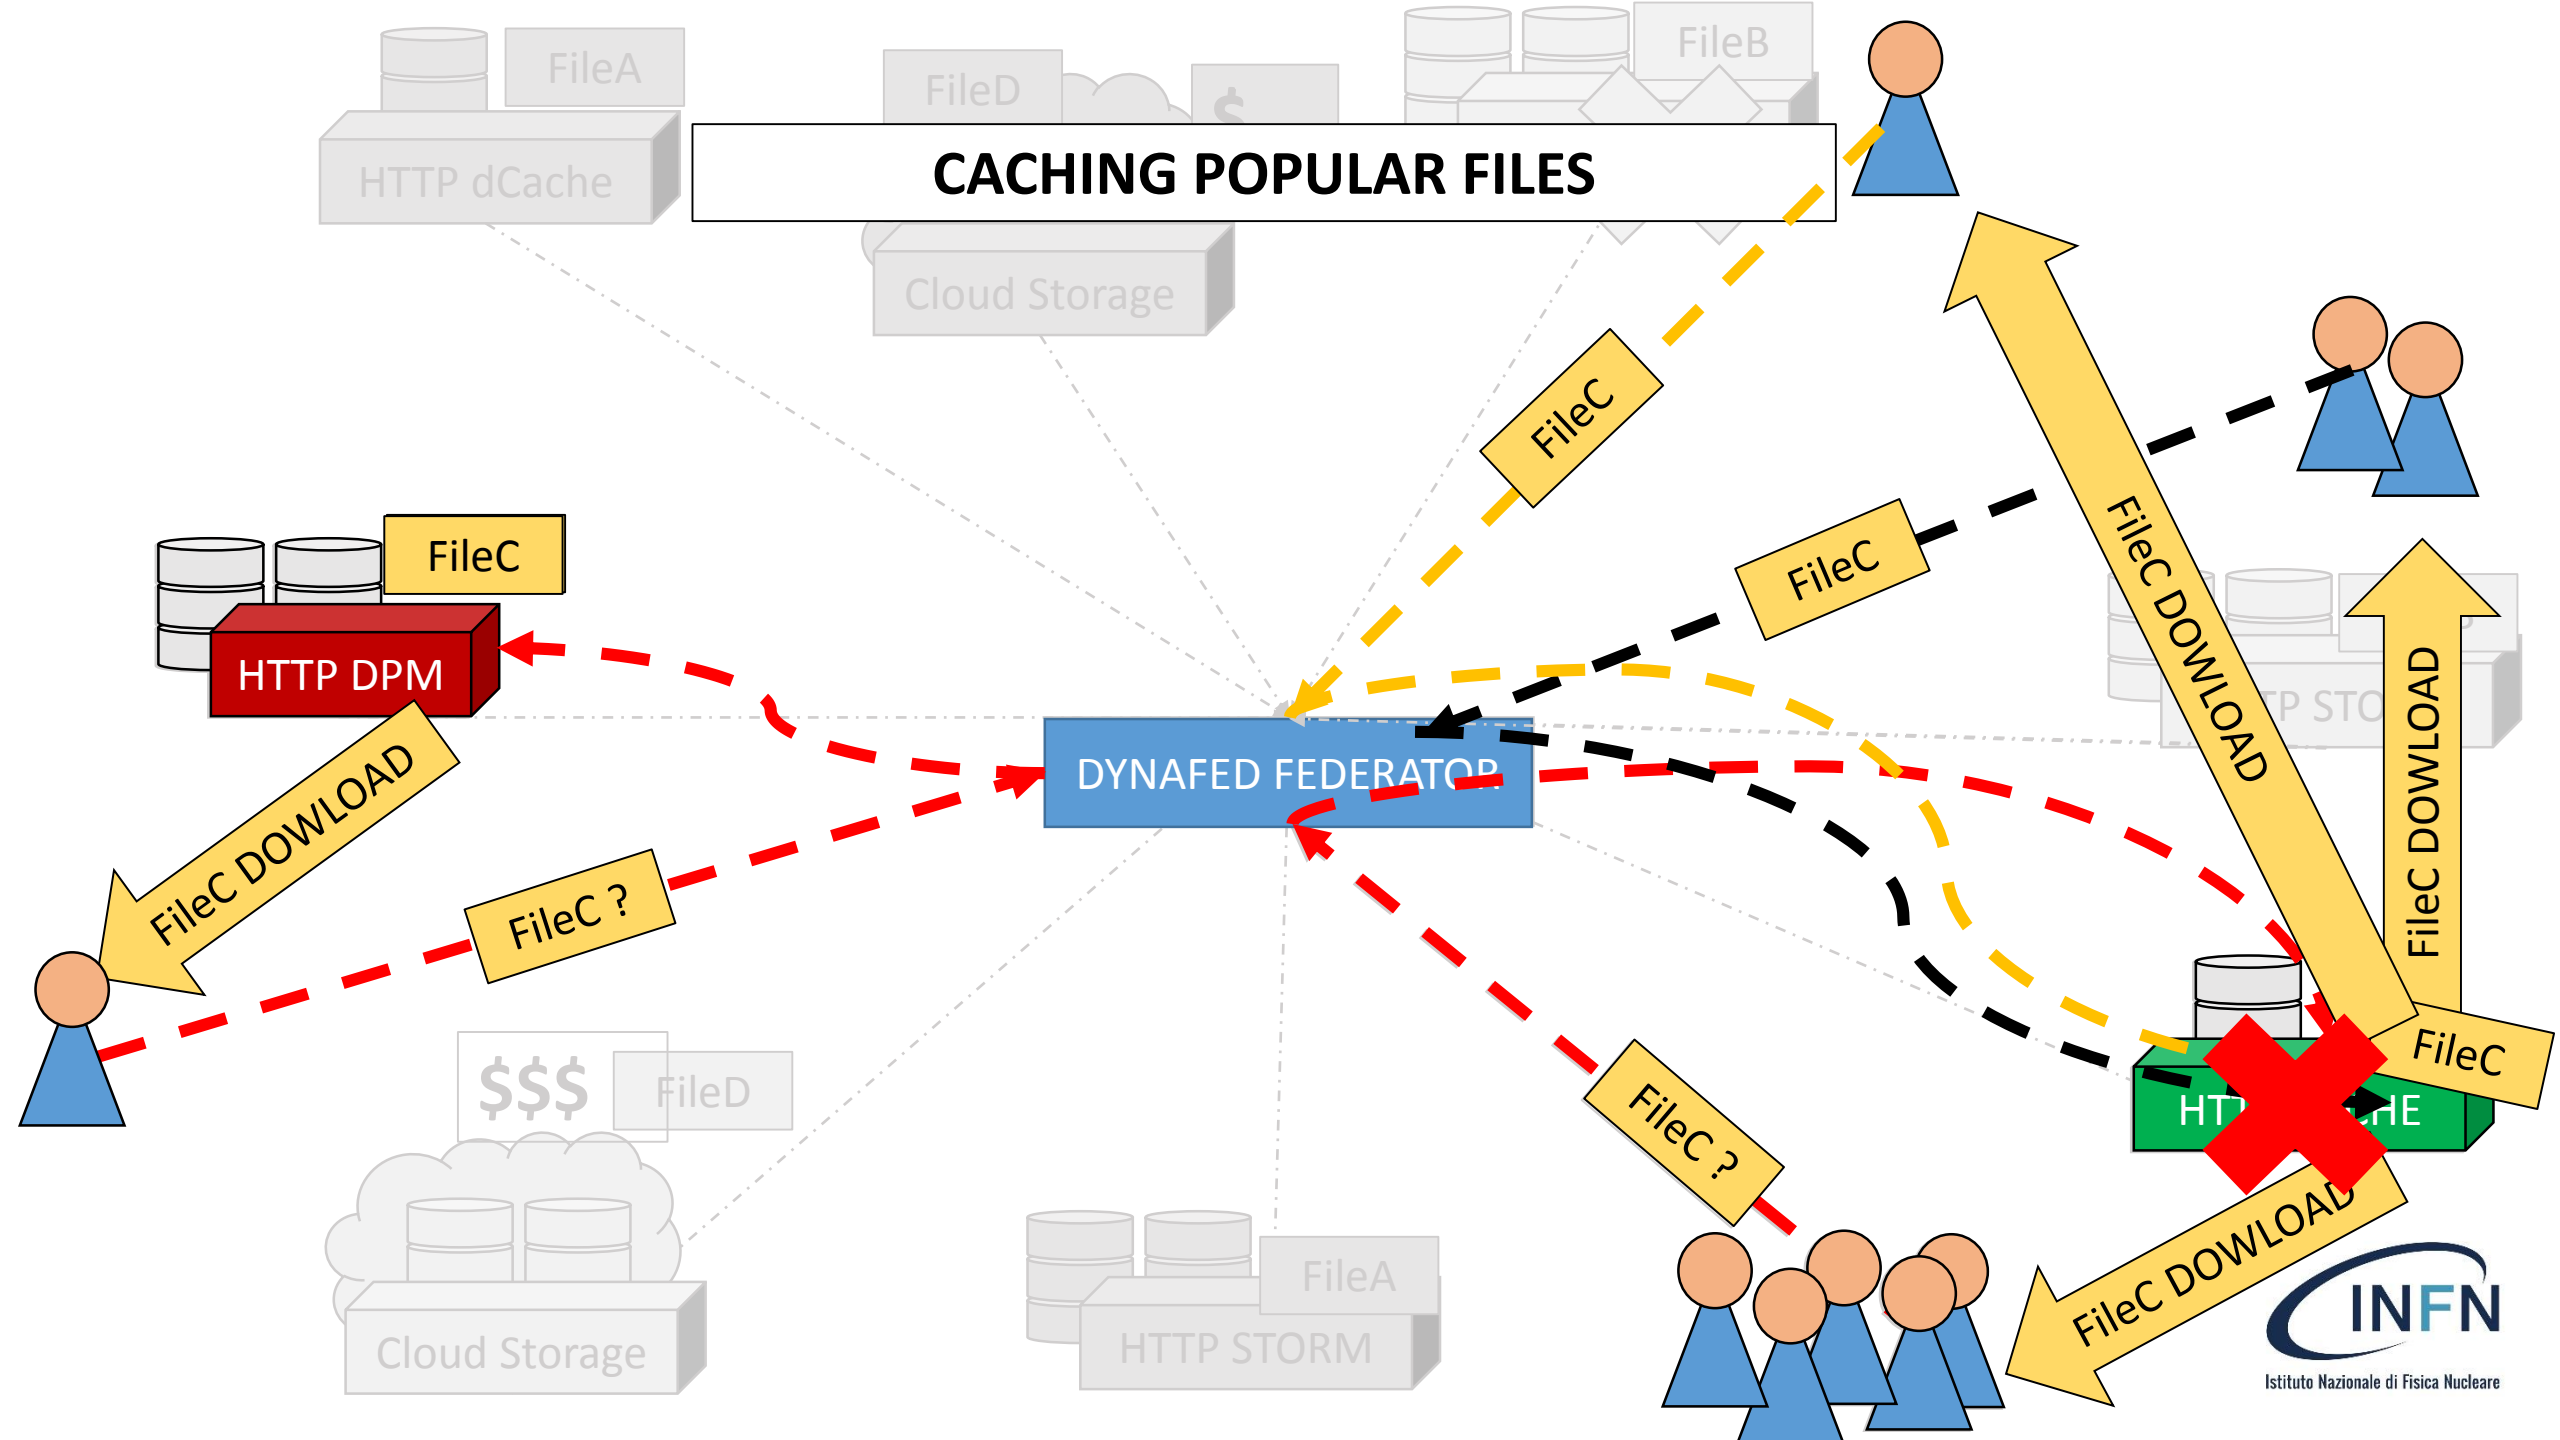 FileA
HTTP dCache
FileD
$
FileB
CACHING POPULAR FILES
Cloud Storage
FileC
FileC
FileC
HTTP DPM
FileC DOWLOAD
FileC ?
DYNAFED FEDERATOR
FileC DOWLOAD
FileC DOWLOAD
FileC
FileC ?
FileC DOWLOAD
$$$
FileD
Cloud Storage
FileA
HTTP STORM
INFN
Istituto Nazionale di Fisica Nucleare